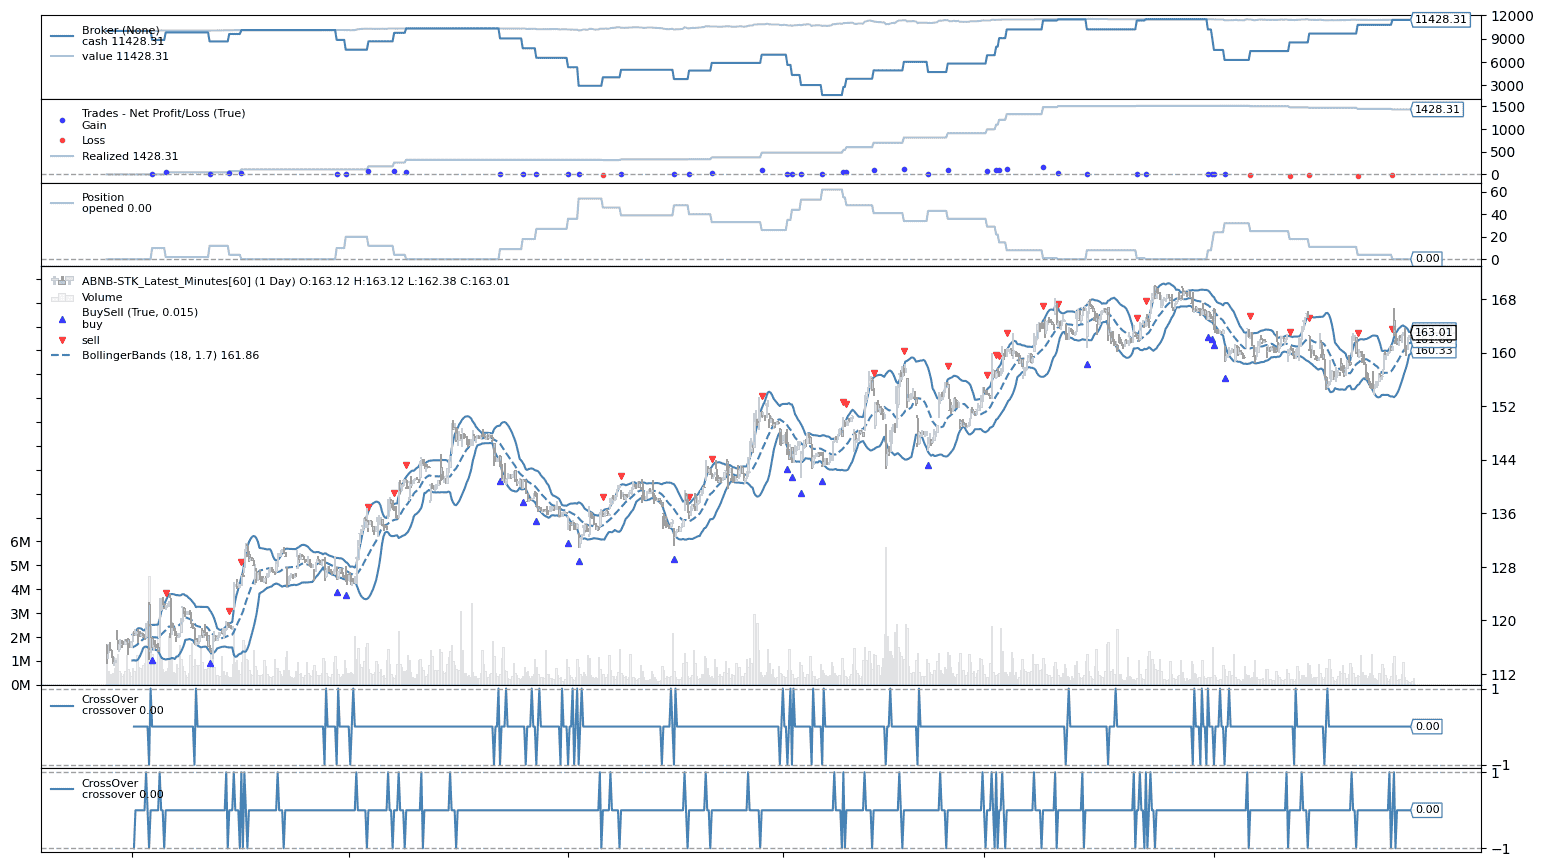 Broker (None)
cash 11428.31
value 11428.31
11428.31
12000
9000
6000
3000
Trades - Net Profit/Loss (True)
Gain
Loss
Realized 1428.31
1428.31
1500
1000
500
0
Position
opened 0.00
0.00
60
40
20
0
ABNB-STK_Latest_Minutes[60] (1 Day) O:163.12 H:163.12 L:162.38 C:163.01
Volume
BuySell (True, 0.015)
buy
sell
BollingerBands (18, 1.7) 161.86
163.01
161.86
160.33
168
160
152
144
136
128
120
112
6M
5M
4M
3M
2M
1M
0M
CrossOver
crossover 0.00
0.00
1
−1
CrossOver
crossover 0.00
0.00
1
−1